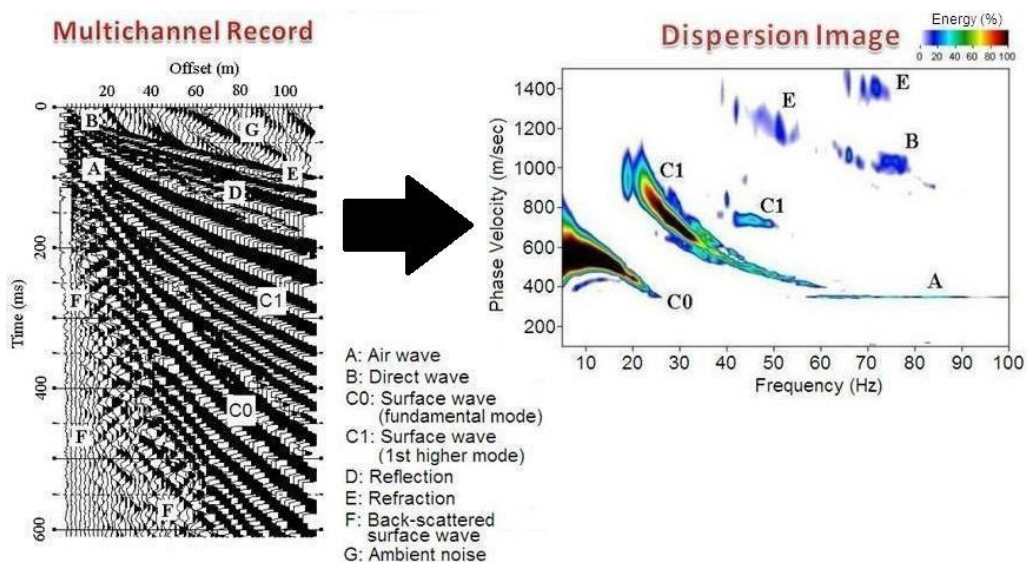 Multichannel Record
Offset (m)
20 40 60 80 100
Time (ms)
0
200
400
600
B
G
A
E
D
F
C1
C0
F
F
A: Air wave
B: Direct wave
C0: Surface wave
(fundamental mode)
C1: Surface wave
(1st higher mode)
D: Reflection
E: Refraction
F: Back-scattered
surface wave
G: Ambient noise
Dispersion Image
Energy (%)
0 20 40 60 80 100
Phase Velocity (m/sec)
1400
1200
1000
800
600
400
200
E
E
B
C1
C1
A
C0
10 20 30 40 50 60 70 80 90 100
Frequency (Hz)